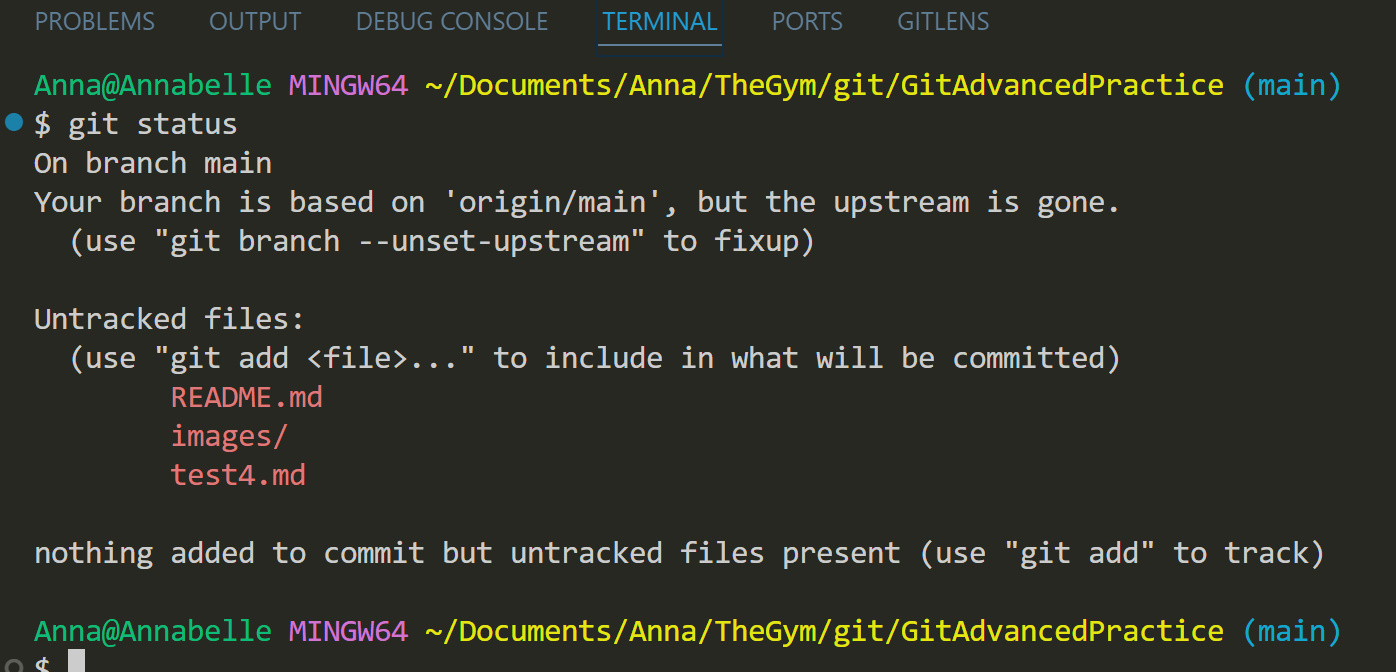 PROBLEMS OUTPUT DEBUG CONSOLE TERMINAL PORTS GITLENS
Anna@Annabelle MINGW64 ~/Documents/Anna/TheGym/git/GitAdvancedPractice (main)
$ git status
On branch main
Your branch is based on 'origin/main', but the upstream is gone.
  (use "git branch --unset-upstream" to fixup)
Untracked files:
  (use "git add <file>..." to include in what will be committed)
        README.md
        images/
        test4.md
nothing added to commit but untracked files present (use "git add" to track)
Anna@Annabelle MINGW64 ~/Documents/Anna/TheGym/git/GitAdvancedPractice (main)
$